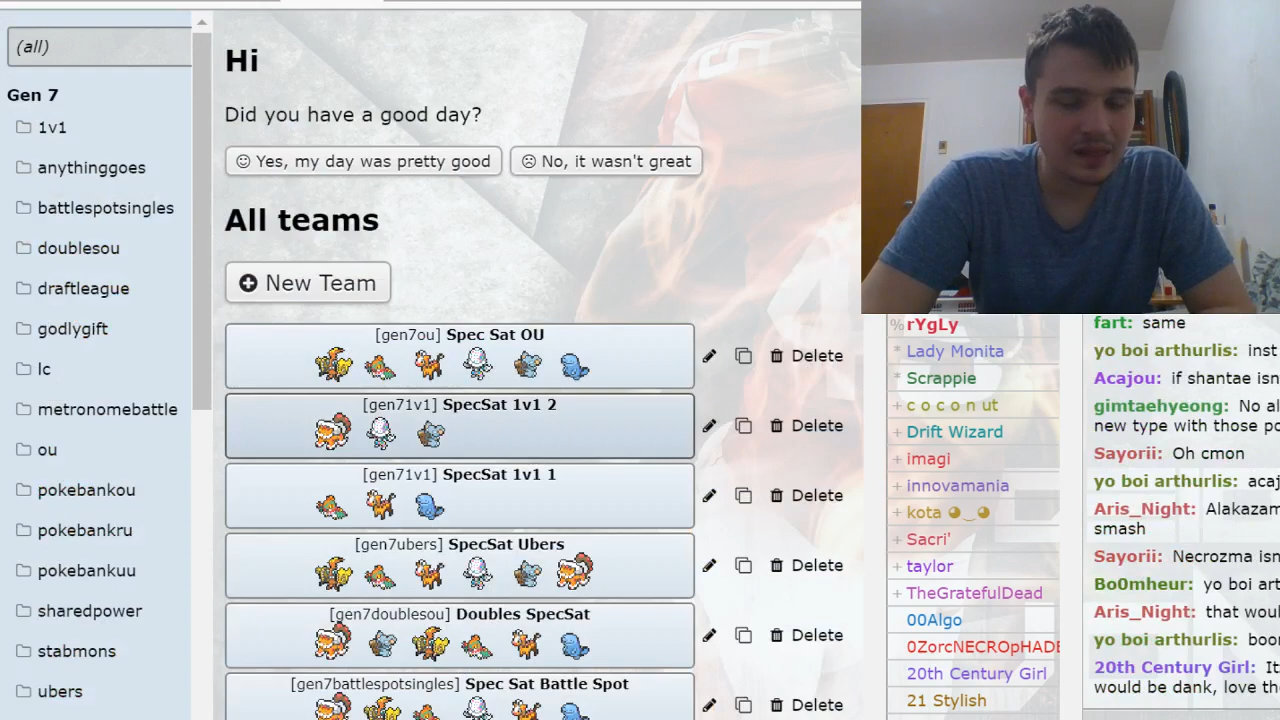 (all)
Gen 7
1v1
anythinggoes
battlespotsingles
doublesou
draftleague
godlygift
lc
metronomebattle
ou
pokebankou
pokebankru
pokebankuu
sharedpower
stabmons
ubers
Hi
Did you have a good day?
Yes, my day was pretty good
No, it wasn't great
All teams
New Team
[gen7ou] Spec Sat OU
Delete
[gen71v1] SpecSat 1v1 2
Delete
[gen71v1] SpecSat 1v1 1
Delete
[gen7ubers] SpecSat Ubers
Delete
[gen7doublesou] Doubles SpecSat
Delete
[gen7battlespotsingles] Spec Sat Battle Spot
Delete
% rYgLy
* Lady Monita
* Scrappie
+ c o c o n ut
+ Drift Wizard
+ imagi
+ innovamania
+ kota ◕‿◕
+ Sacri'
+ taylor
+ TheGratefulDead
00Algo
0ZorcNECROpHADE
20th Century Girl
21 Stylish
fart: same
yo boi arthurlis: inst
Acajou: if shantae isn
gimtaehyeong: No al
new type with those po
Sayorii: Oh cmon
yo boi arthurlis: acaj
Aris_Night: Alakazam
smash
Sayorii: Necrozma isn
Bo0mheur: yo boi art
Aris_Night: that woul
yo boi arthurlis: boor
20th Century Girl: It
would be dank, love the